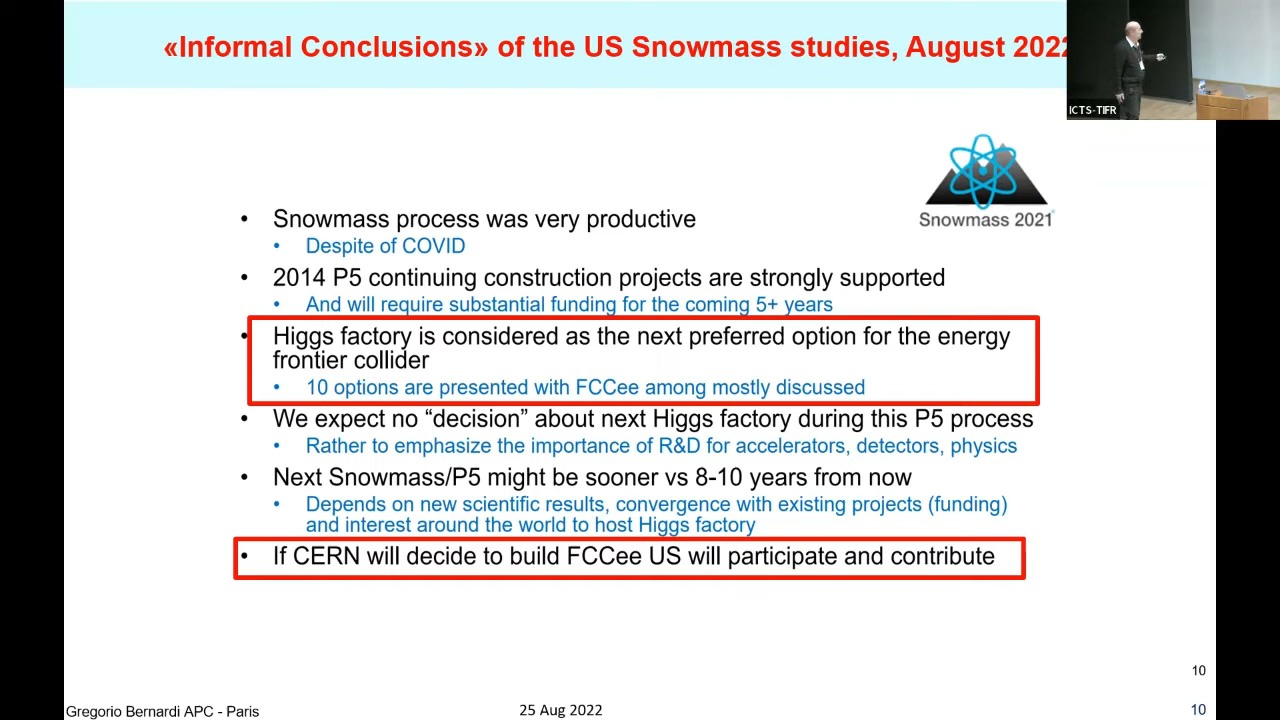 «Informal Conclusions» of the US Snowmass studies, August 2022
ICTS-TIFR
Snowmass 2021
• Snowmass process was very productive
• Despite of COVID
• 2014 P5 continuing construction projects are strongly supported
• And will require substantial funding for the coming 5+ years
• Higgs factory is considered as the next preferred option for the energy
frontier collider
• 10 options are presented with FCCee among mostly discussed
• We expect no “decision” about next Higgs factory during this P5 process
• Rather to emphasize the importance of R&D for accelerators, detectors, physics
• Next Snowmass/P5 might be sooner vs 8-10 years from now
• Depends on new scientific results, convergence with existing projects (funding)
and interest around the world to host Higgs factory
• If CERN will decide to build FCCee US will participate and contribute
10
Gregorio Bernardi APC - Paris
25 Aug 2022
10